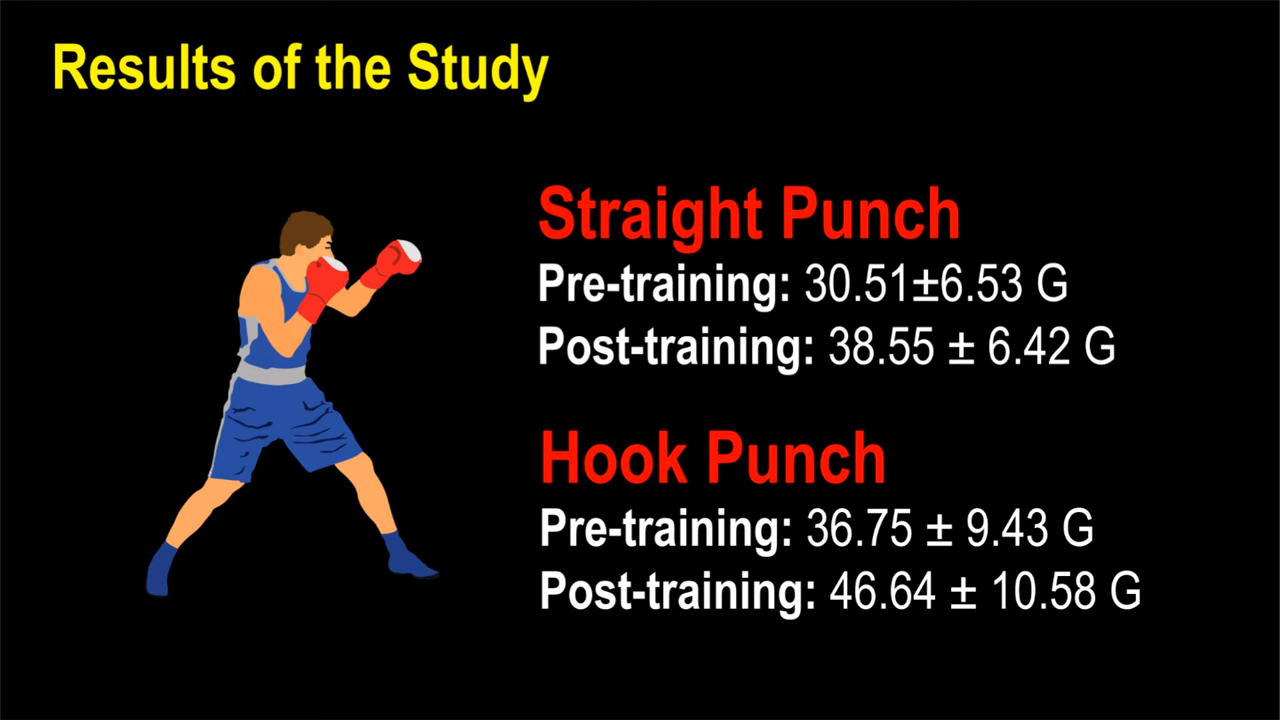 Results of the Study
Straight Punch
Pre-training: 30.51±6.53 G
Post-training: 38.55 ± 6.42 G
Hook Punch
Pre-training: 36.75 ± 9.43 G
Post-training: 46.64 ± 10.58 G